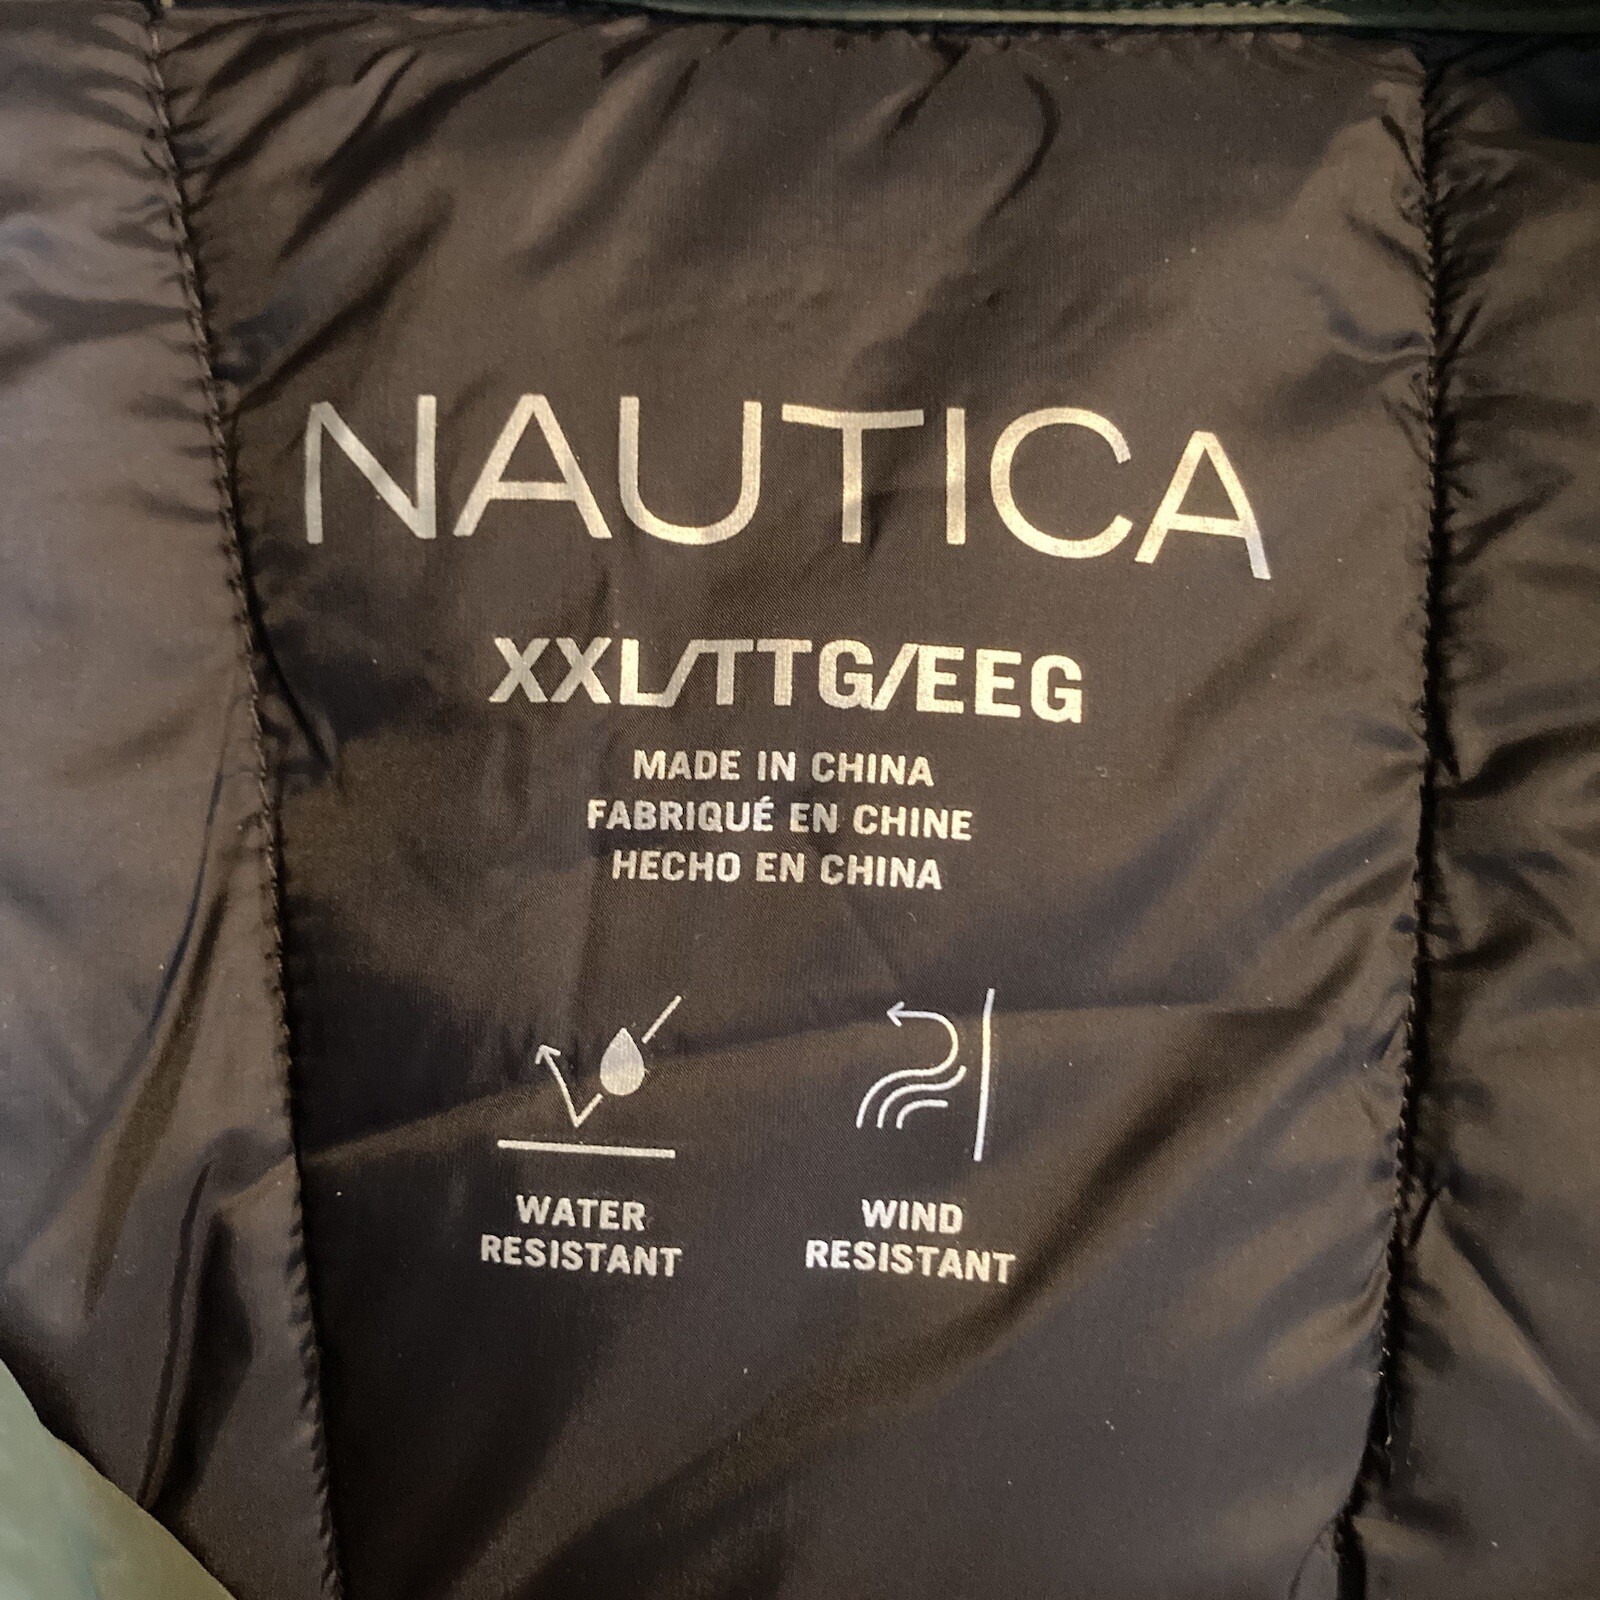 NAUTICA
XXL/TTG/EEG
MADE IN CHINA
FABRIQUÉ EN CHINE
HECHO EN CHINA
WATER
RESISTANT
WIND
RESISTANT